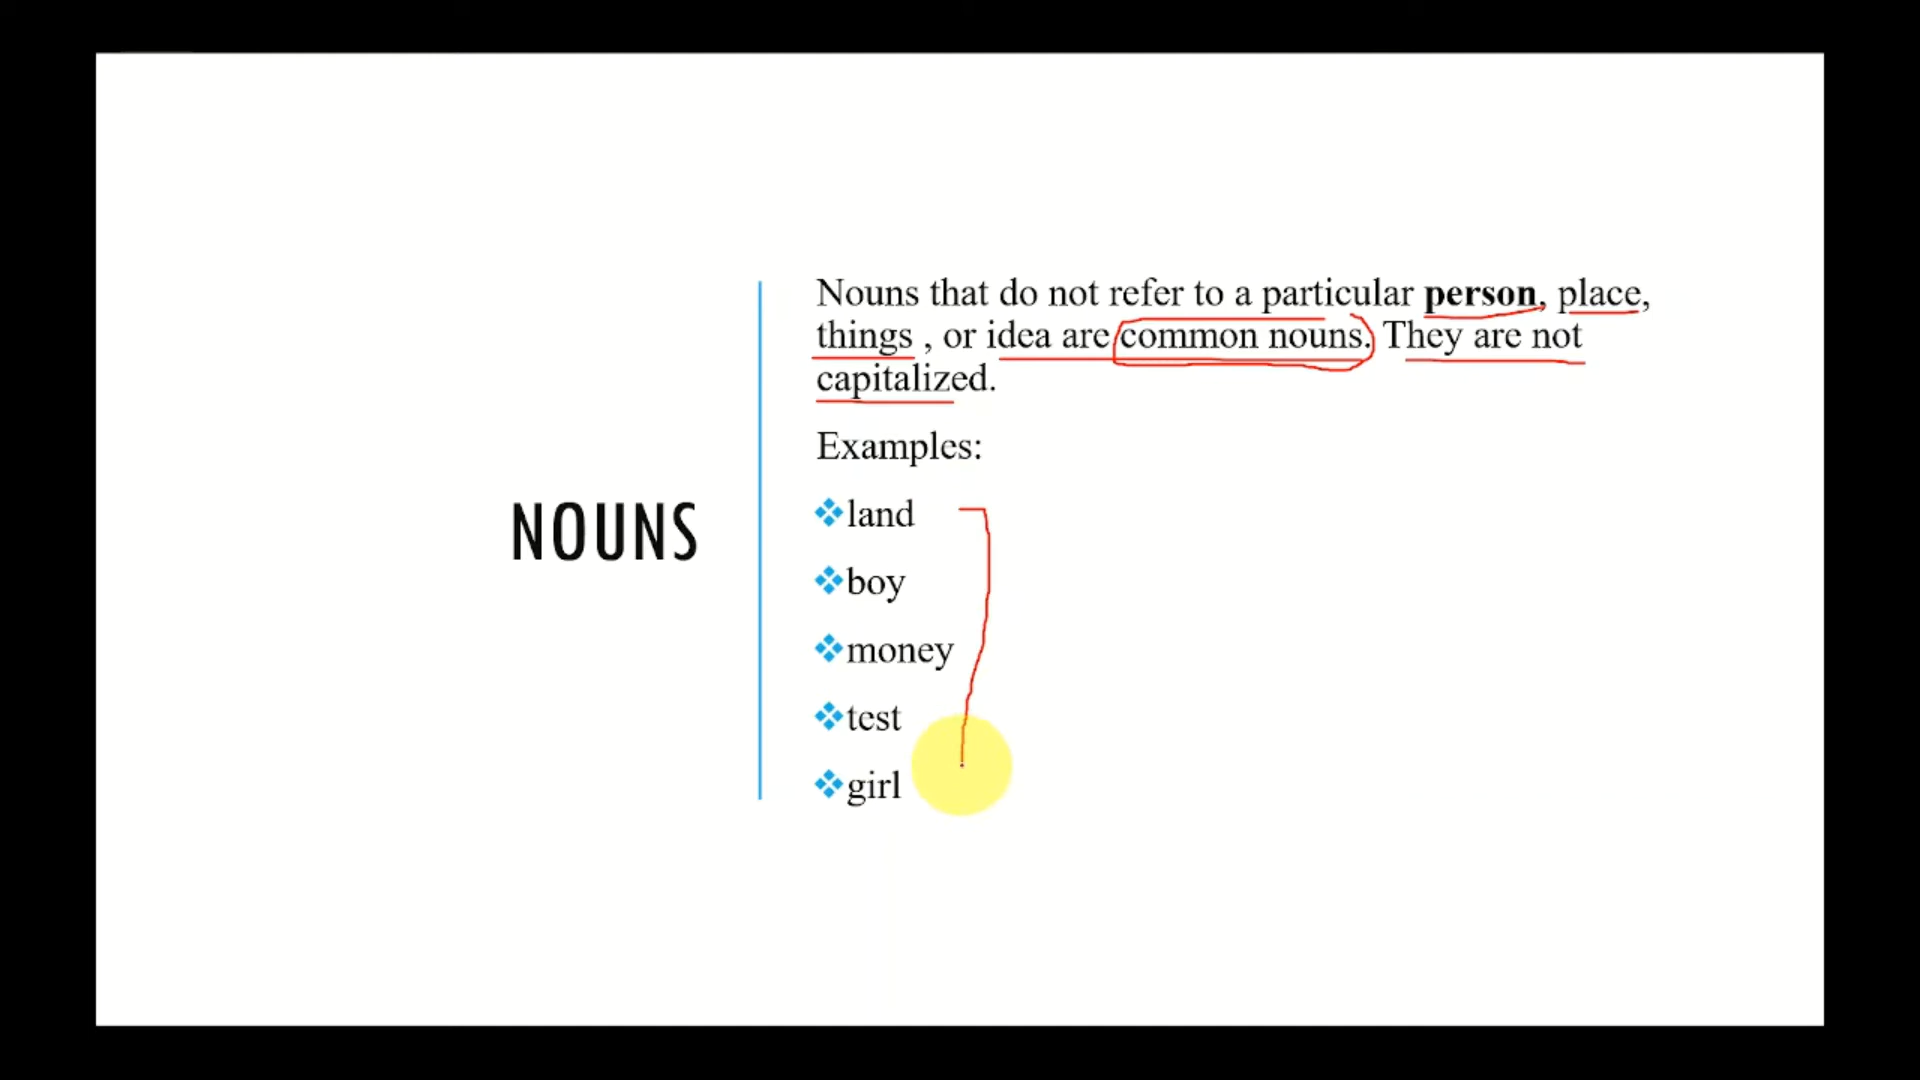 NOUNS
Nouns that do not refer to a particular person, place,
things , or idea are common nouns. They are not
capitalized.
Examples:
land
boy
money
test
girl